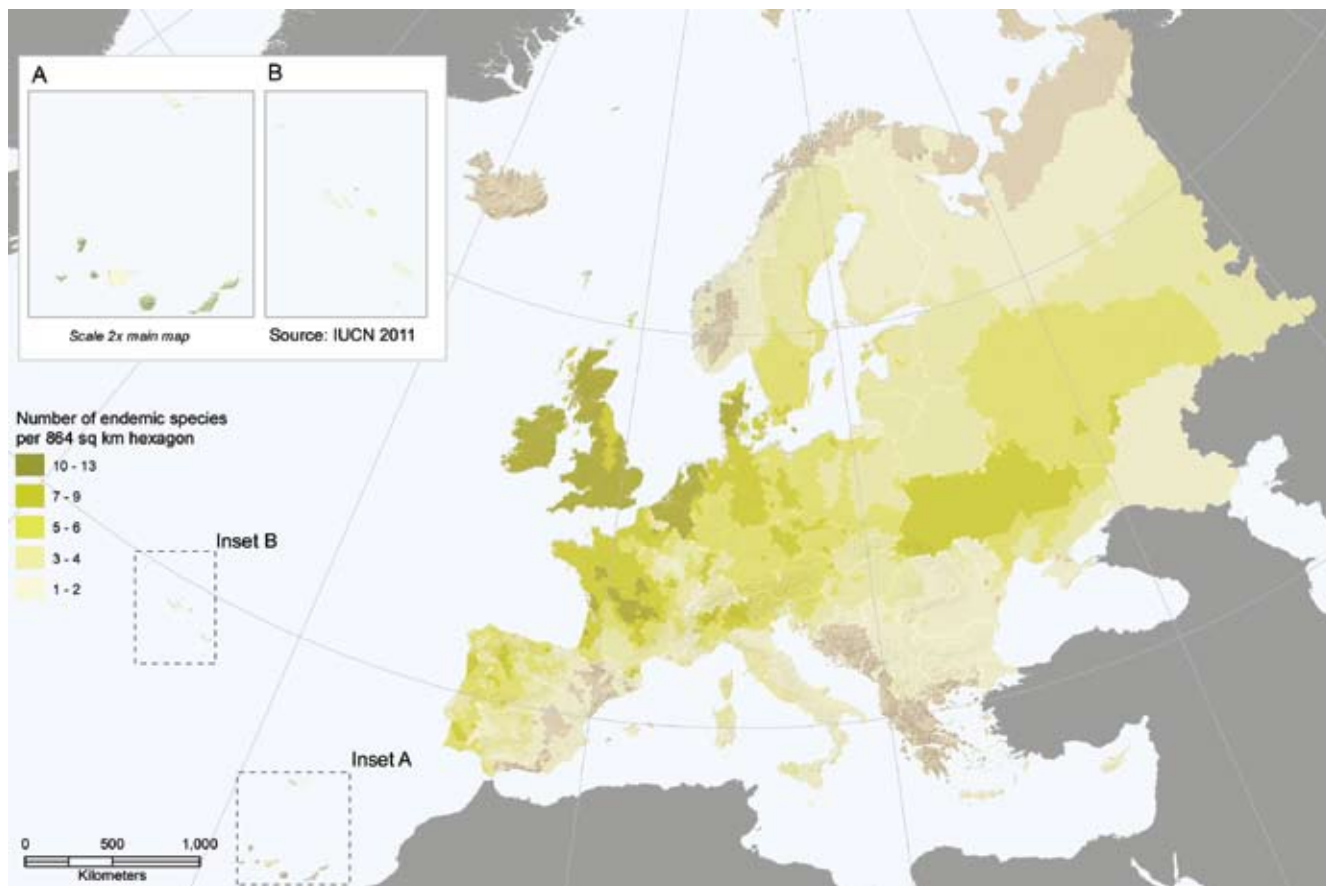 A
B
Scale 2x main map
Source: IUCN 2011
Number of endemic species
per 864 sq km hexagon
10 - 13
7 - 9
5 - 6
3 - 4
1 - 2
Inset B
Inset A
0 500 1,000
Kilometers